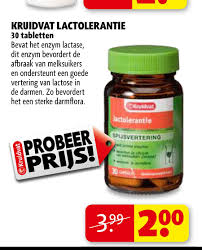 KRUIDVAT LACTOLERANTIE
30 tabletten
Bevat het enzym lactase,
dit enzym bevordert de
afbraak van melksuikers
en ondersteunt een goede
vertering van lactose in
de darmen. Zo bevordert
het een sterke darmflora.
Kruidvat
lactolerantie
SPIJSVERTERING
30
Kruidvat
PROBEER
PRIJS!
3.99
2.00